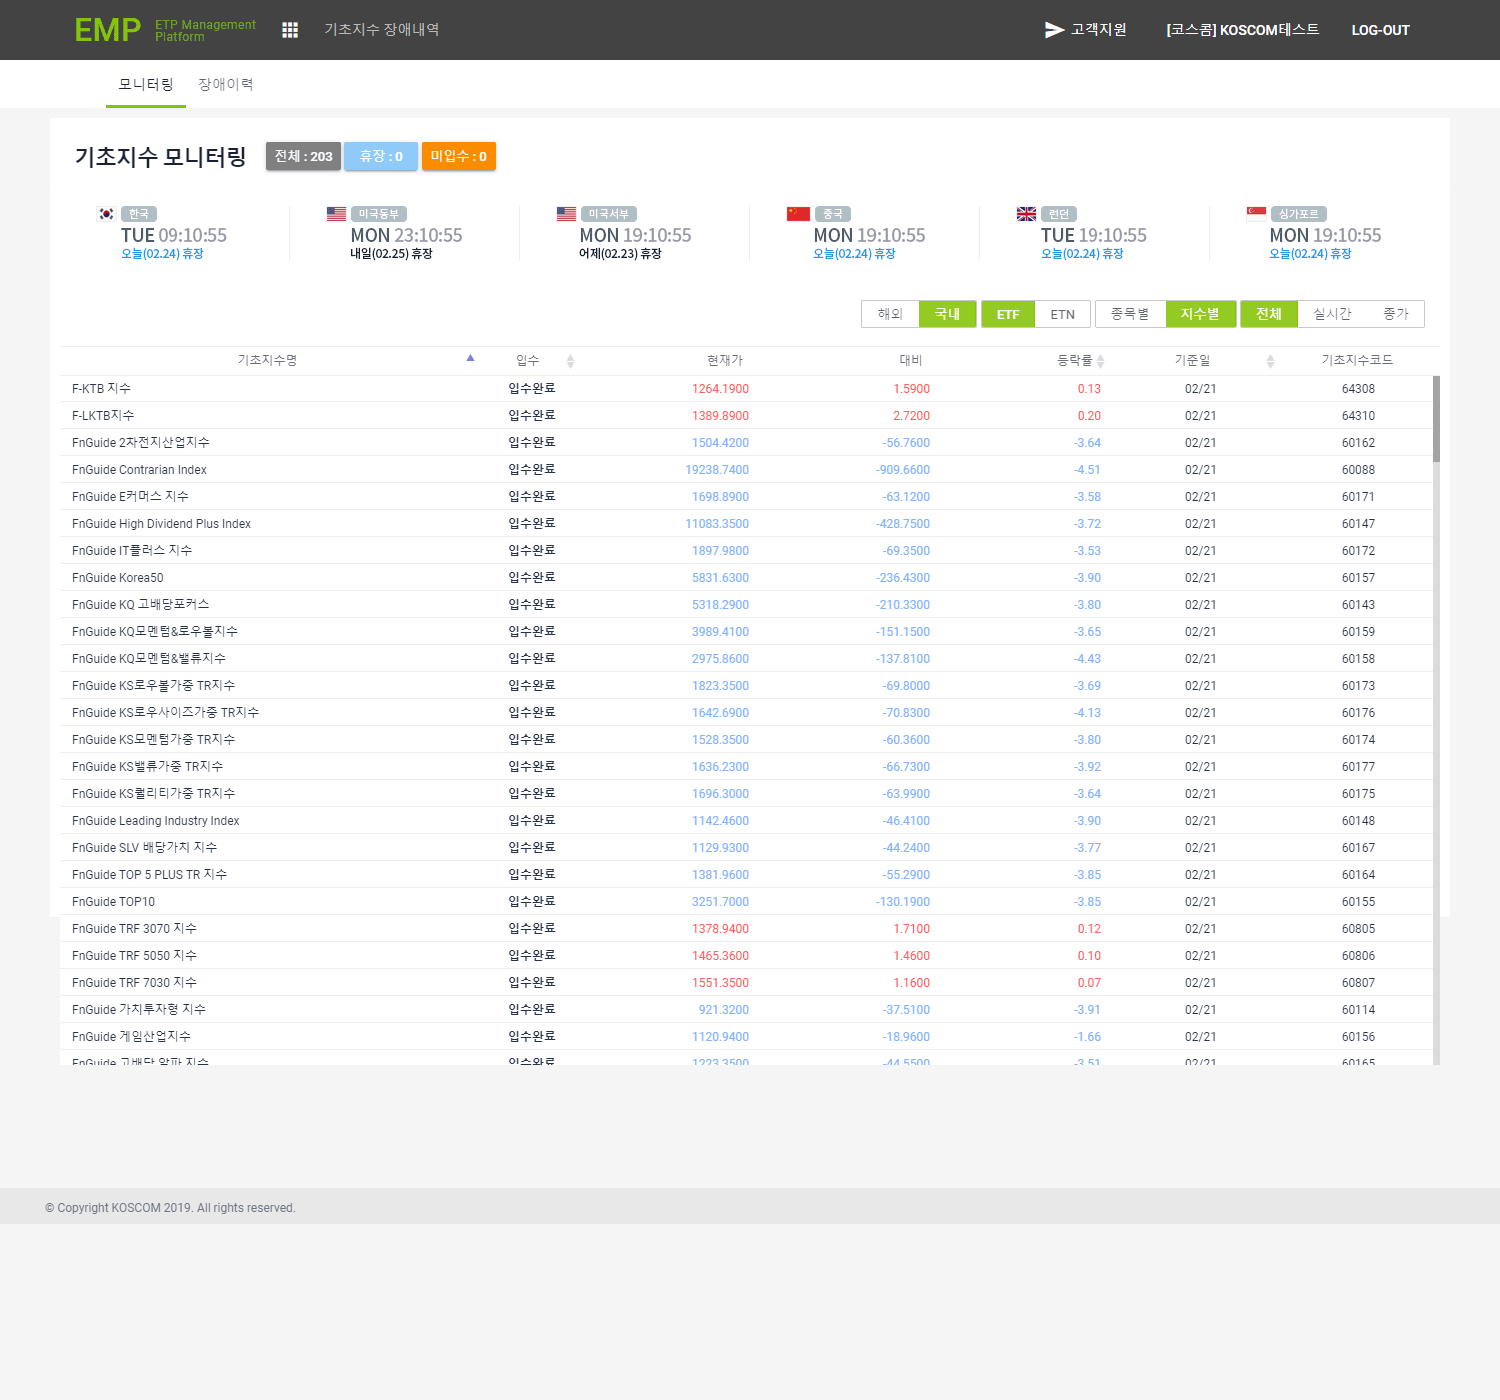 EMP ETP Management Platform 기초지수 장애내역 고객지원 [코스콤] KOSCOM테스트 LOG-OUT
모니터링 장애이력
기초지수 모니터링 전체 : 203 휴장 : 0 미입수 : 0
한국 미국동부 미국서부 중국 런던 싱가포르
TUE 09:10:55 MON 23:10:55 MON 19:10:55 MON 19:10:55 TUE 19:10:55 MON 19:10:55
오늘(02.24) 휴장 내일(02.25) 휴장 어제(02.23) 휴장 오늘(02.24) 휴장 오늘(02.24) 휴장 오늘(02.24) 휴장
해외 국내 ETF ETN 종목별 지수별 전체 실시간 종가
기초지수명 입수 현재가 대비 등락률 기준일 기초지수코드
F-KTB 지수 입수완료 1264.1900 1.5900 0.13 02/21 64308
F-LKTB지수 입수완료 1389.8900 2.7200 0.20 02/21 64310
FnGuide 2차전지산업지수 입수완료 1504.4200 -56.7600 -3.64 02/21 60162
FnGuide Contrarian Index 입수완료 19238.7400 -909.6600 -4.51 02/21 60088
FnGuide E커머스 지수 입수완료 1698.8900 -63.1200 -3.58 02/21 60171
FnGuide High Dividend Plus Index 입수완료 11083.3500 -428.7500 -3.72 02/21 60147
FnGuide IT플러스 지수 입수완료 1897.9800 -69.3500 -3.53 02/21 60172
FnGuide Korea50 입수완료 5831.6300 -236.4300 -3.90 02/21 60157
FnGuide KQ 고배당포커스 입수완료 5318.2900 -210.3300 -3.80 02/21 60143
FnGuide KQ모멘텀&로우볼지수 입수완료 3989.4100 -151.1500 -3.65 02/21 60159
FnGuide KQ모멘텀&밸류지수 입수완료 2975.8600 -137.8100 -4.43 02/21 60158
FnGuide KS로우볼가중 TR지수 입수완료 1823.3500 -69.8000 -3.69 02/21 60173
FnGuide KS로우사이즈가중 TR지수 입수완료 1642.6900 -70.8300 -4.13 02/21 60176
FnGuide KS모멘텀가중 TR지수 입수완료 1528.3500 -60.3600 -3.80 02/21 60174
FnGuide KS밸류가중 TR지수 입수완료 1636.2300 -66.7300 -3.92 02/21 60177
FnGuide KS퀄리티가중 TR지수 입수완료 1696.3000 -63.9900 -3.64 02/21 60175
FnGuide Leading Industry Index 입수완료 1142.4600 -46.4100 -3.90 02/21 60148
FnGuide SLV 배당가치 지수 입수완료 1129.9300 -44.2400 -3.77 02/21 60167
FnGuide TOP 5 PLUS TR 지수 입수완료 1381.9600 -55.2900 -3.85 02/21 60164
FnGuide TOP10 입수완료 3251.7000 -130.1900 -3.85 02/21 60155
FnGuide TRF 3070 지수 입수완료 1378.9400 1.7100 0.12 02/21 60805
FnGuide TRF 5050 지수 입수완료 1465.3600 1.4600 0.10 02/21 60806
FnGuide TRF 7030 지수 입수완료 1551.3500 1.1600 0.07 02/21 60807
FnGuide 가치투자형 지수 입수완료 921.3200 -37.5100 -3.91 02/21 60114
FnGuide 게임산업지수 입수완료 1120.9400 -18.9600 -1.66 02/21 60156
FnGuide 고배당 알파 지수 입수완료 1223.3500 -44.5500 -3.51 02/21 60165
© Copyright KOSCOM 2019. All rights reserved.